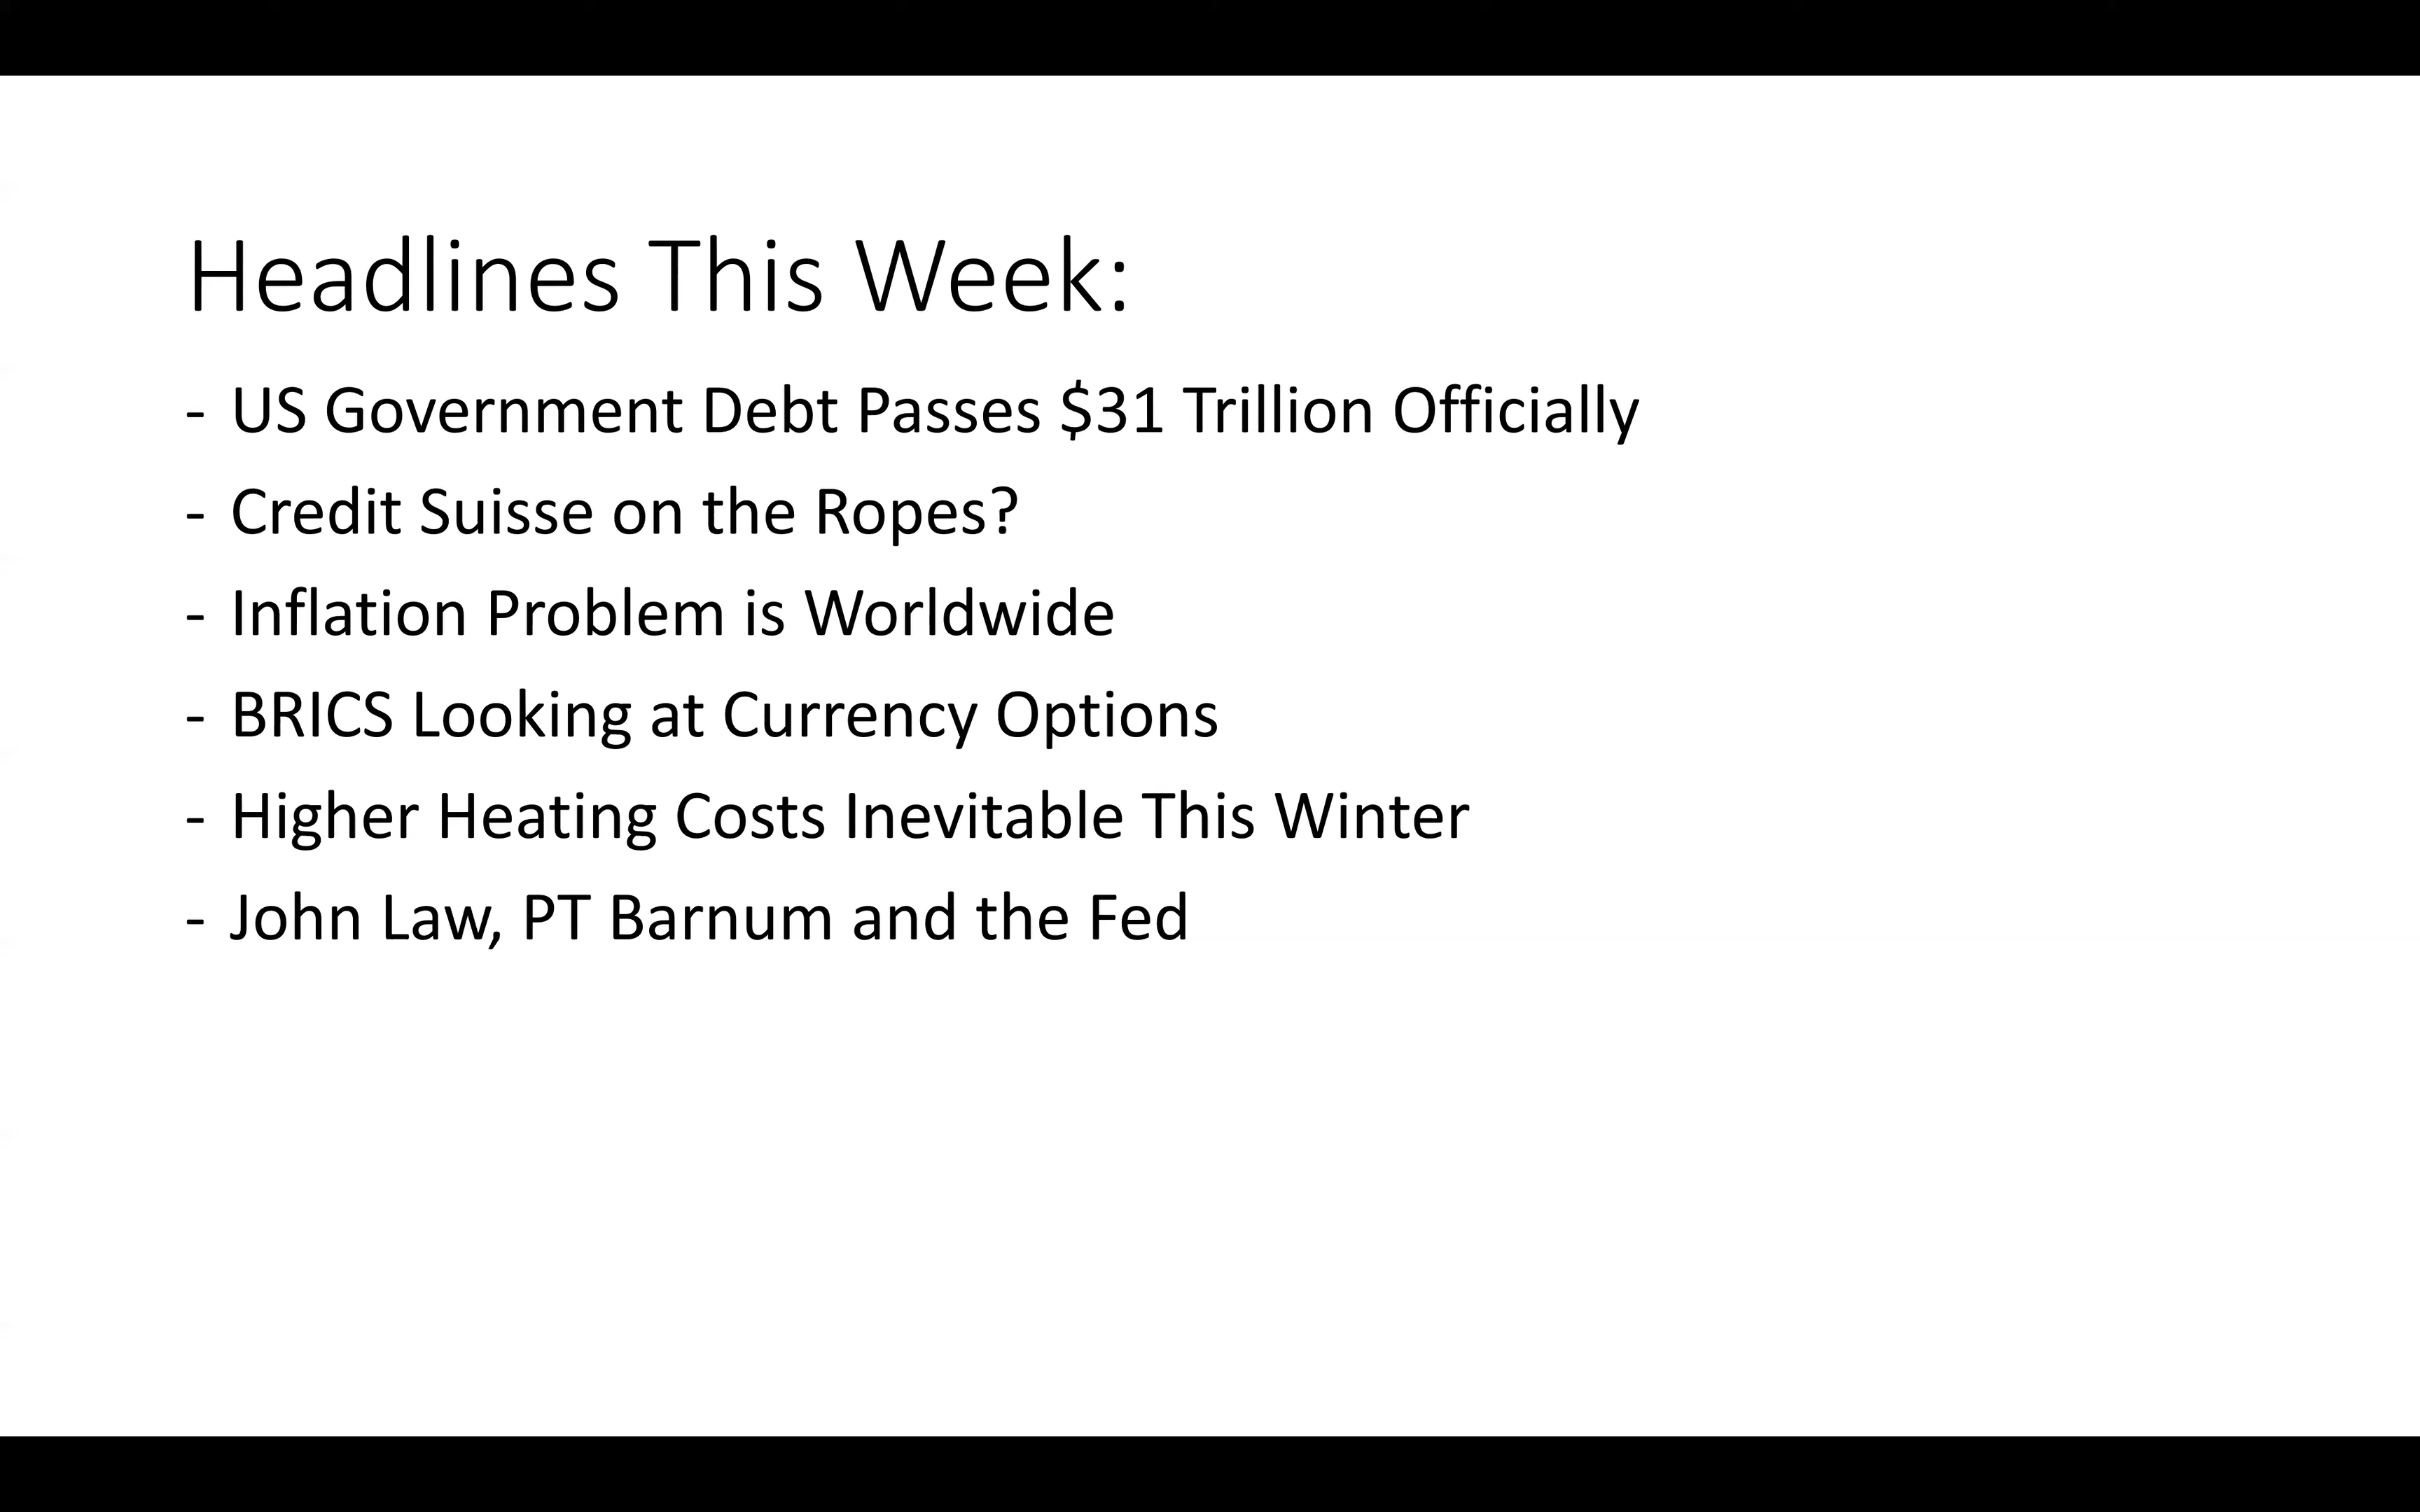 Headlines This Week:
- US Government Debt Passes $31 Trillion Officially
- Credit Suisse on the Ropes?
- Inflation Problem is Worldwide
- BRICS Looking at Currency Options
- Higher Heating Costs Inevitable This Winter
- John Law, PT Barnum and the Fed